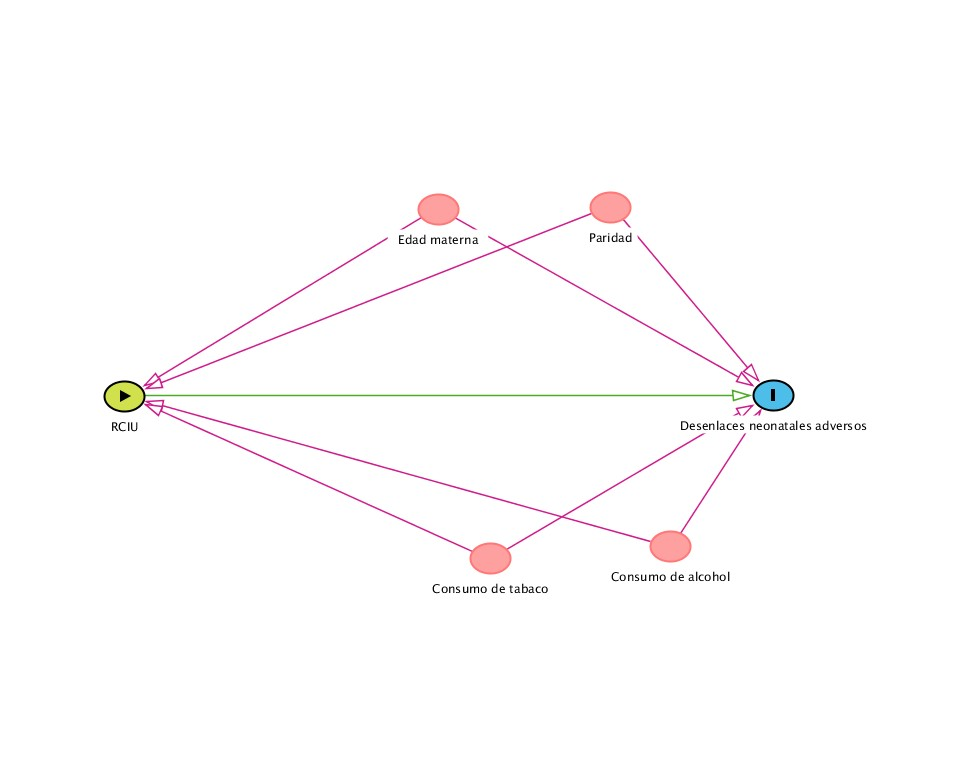 Edad materna
Paridad
RCIU
Desenlaces neonatales adversos
Consumo de tabaco
Consumo de alcohol